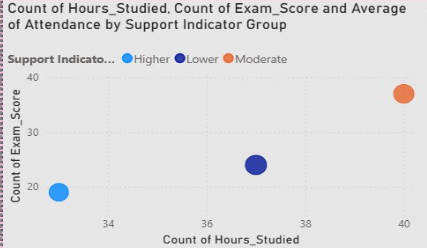 Count of Hours_Studied, Count of Exam_Score and Average
of Attendance by Support Indicator Group
Support Indicato... Higher Lower Moderate
40
30
20
Count of Exam_Score
34 36 38 40
Count of Hours_Studied